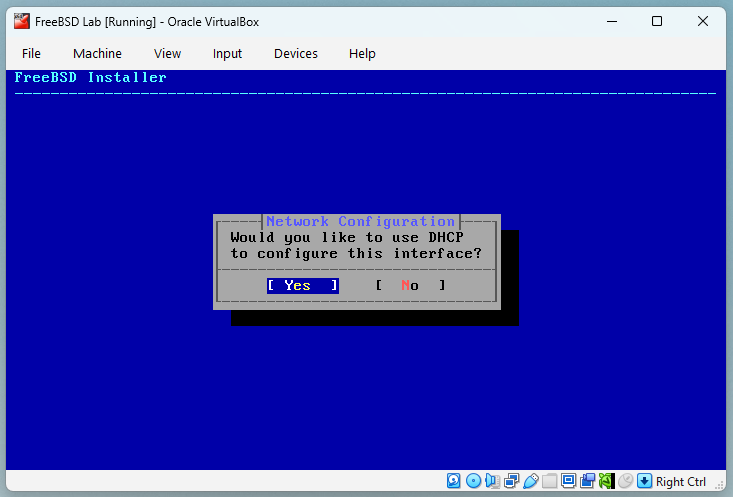 FreeBSD Lab [Running] - Oracle VirtualBox
File Machine View Input Devices Help
FreeBSD Installer
Network Configuration
Would you like to use DHCP
to configure this interface?
[ Yes ] [ No ]
Right Ctrl